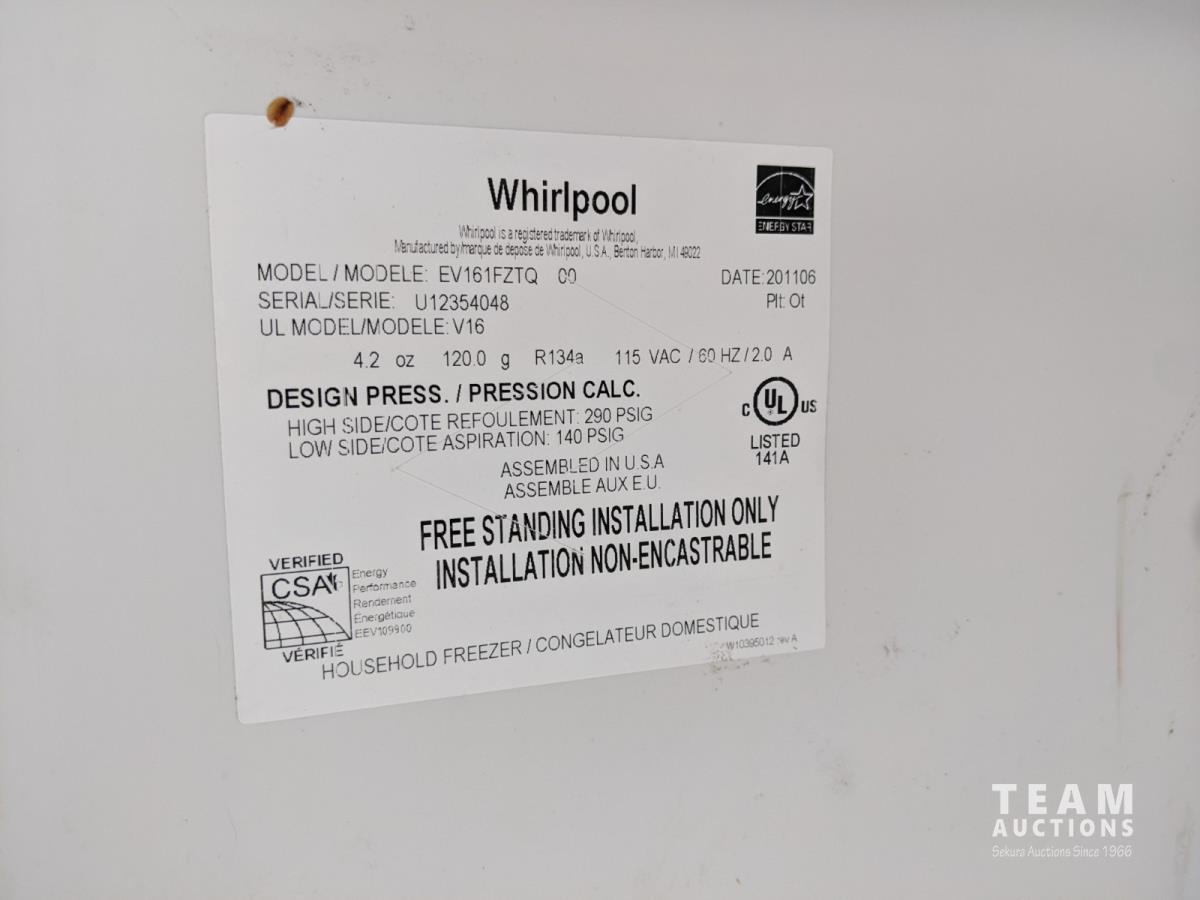 Whirlpool
energy
ENERGY STAR
Whirlpool is a registered trademark of Whirlpool,
Manufactured by/marque de depose de Whirlpool, U.S.A., Benton Harbor, MI 49022
MODEL / MODELE: EV161FZTQ 00
DATE:201106
SERIAL/SERIE: U12354048
Plt: Ot
UL MODEL/MODELE: V16
4.2 oz 120.0 g R134a 115 VAC / 60 HZ / 2.0 A
DESIGN PRESS. / PRESSION CALC.
HIGH SIDE/COTE REFOULEMENT: 290 PSIG
LOW SIDE/COTE ASPIRATION: 140 PSIG
C UL US
LISTED
141A
ASSEMBLED IN U.S.A
ASSEMBLE AUX E.U.
FREE STANDING INSTALLATION ONLY
INSTALLATION NON-ENCASTRABLE
VERIFIED
CSA
Energy
Performance
Rendement
Énergétique
EEV109900
VÉRIFIÉ
HOUSEHOLD FREEZER / CONGELATEUR DOMESTIQUE
W10395012 rev A
TEAM
AUCTIONS
Sekura Auctions Since 1966